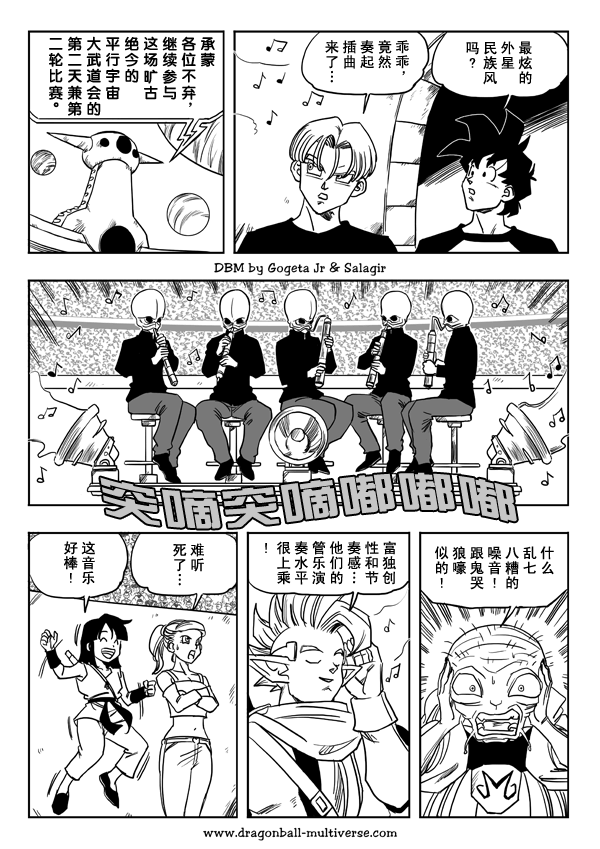 承蒙
各位不弃，
继续参与
这场旷古
绝今的
平行宇宙
大武道会的
第二天兼第
二轮比赛。
乖乖，
竟然
奏起
插曲
来了…
最炫的
外星
民族风
吗？
DBM by Gogeta Jr & Salagir
突嘀突嘀嘟嘟嘟
这音乐
好棒！
难听
死了…
富独创
性和节
奏感…
他们的
管乐演
奏水平
很上乘
！
什么
乱七
八糟的
噪音！
跟鬼哭
狼嚎
似的！
www.dragonball-multiverse.com